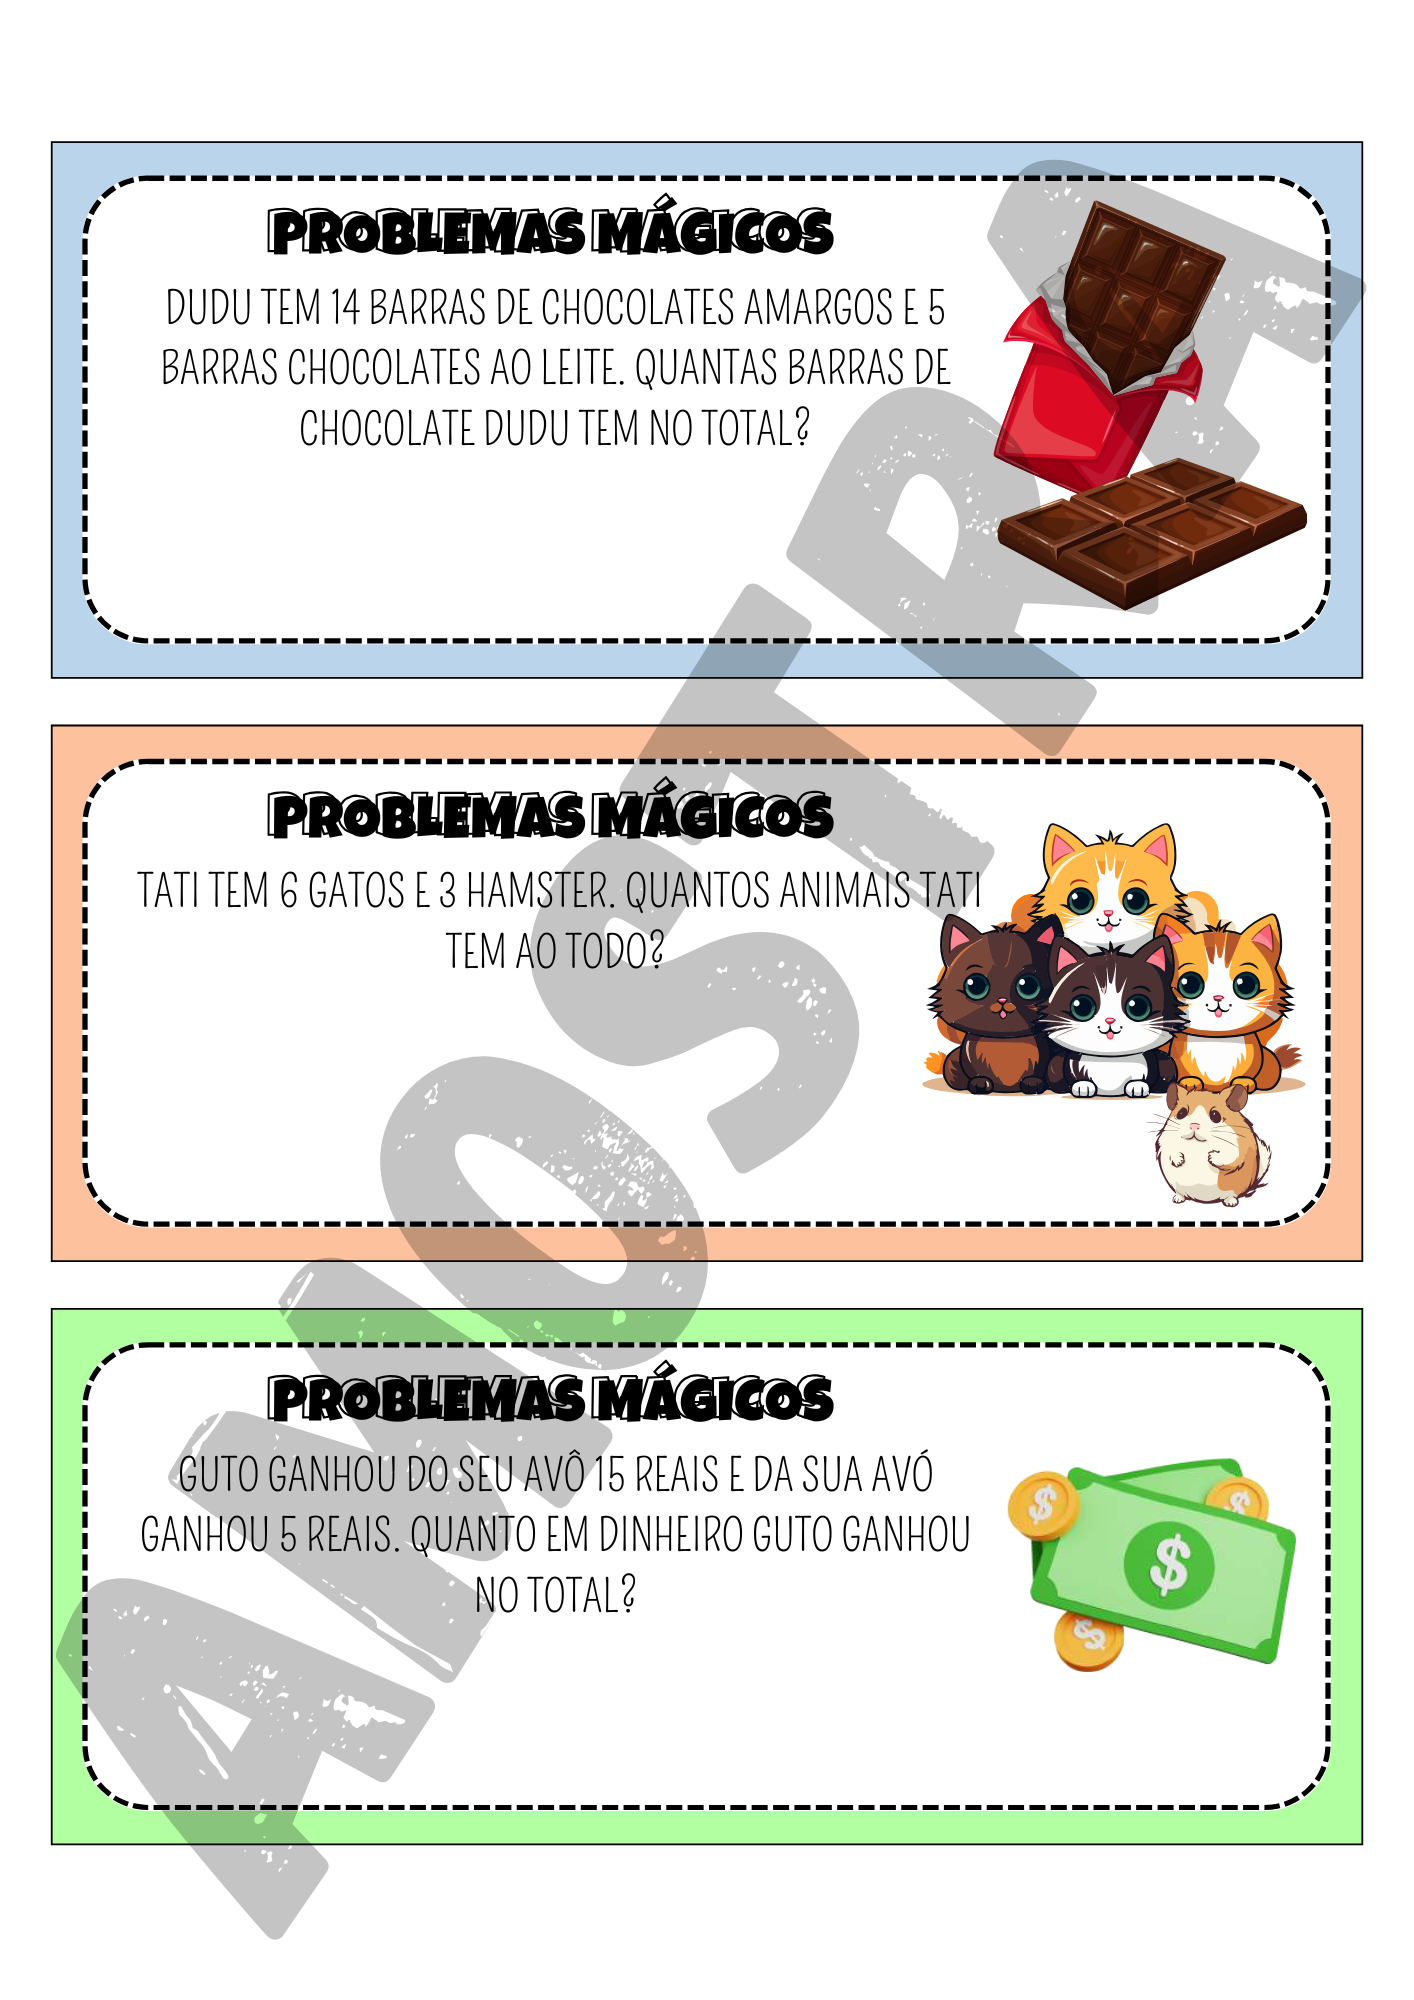 PROBLEMAS MÁGICOS
DUDU TEM 14 BARRAS DE CHOCOLATES AMARGOS E 5
BARRAS CHOCOLATES AO LEITE. QUANTAS BARRAS DE
CHOCOLATE DUDU TEM NO TOTAL?
PROBLEMAS MÁGICOS
TATI TEM 6 GATOS E 3 HAMSTER. QUANTOS ANIMAIS TATI
TEM AO TODO?
PROBLEMAS MÁGICOS
GUTO GANHOU DO SEU AVÔ 15 REAIS E DA SUA AVÓ
GANHOU 5 REAIS. QUANTO EM DINHEIRO GUTO GANHOU
NO TOTAL?
$
$
$
$
AMOSTRA